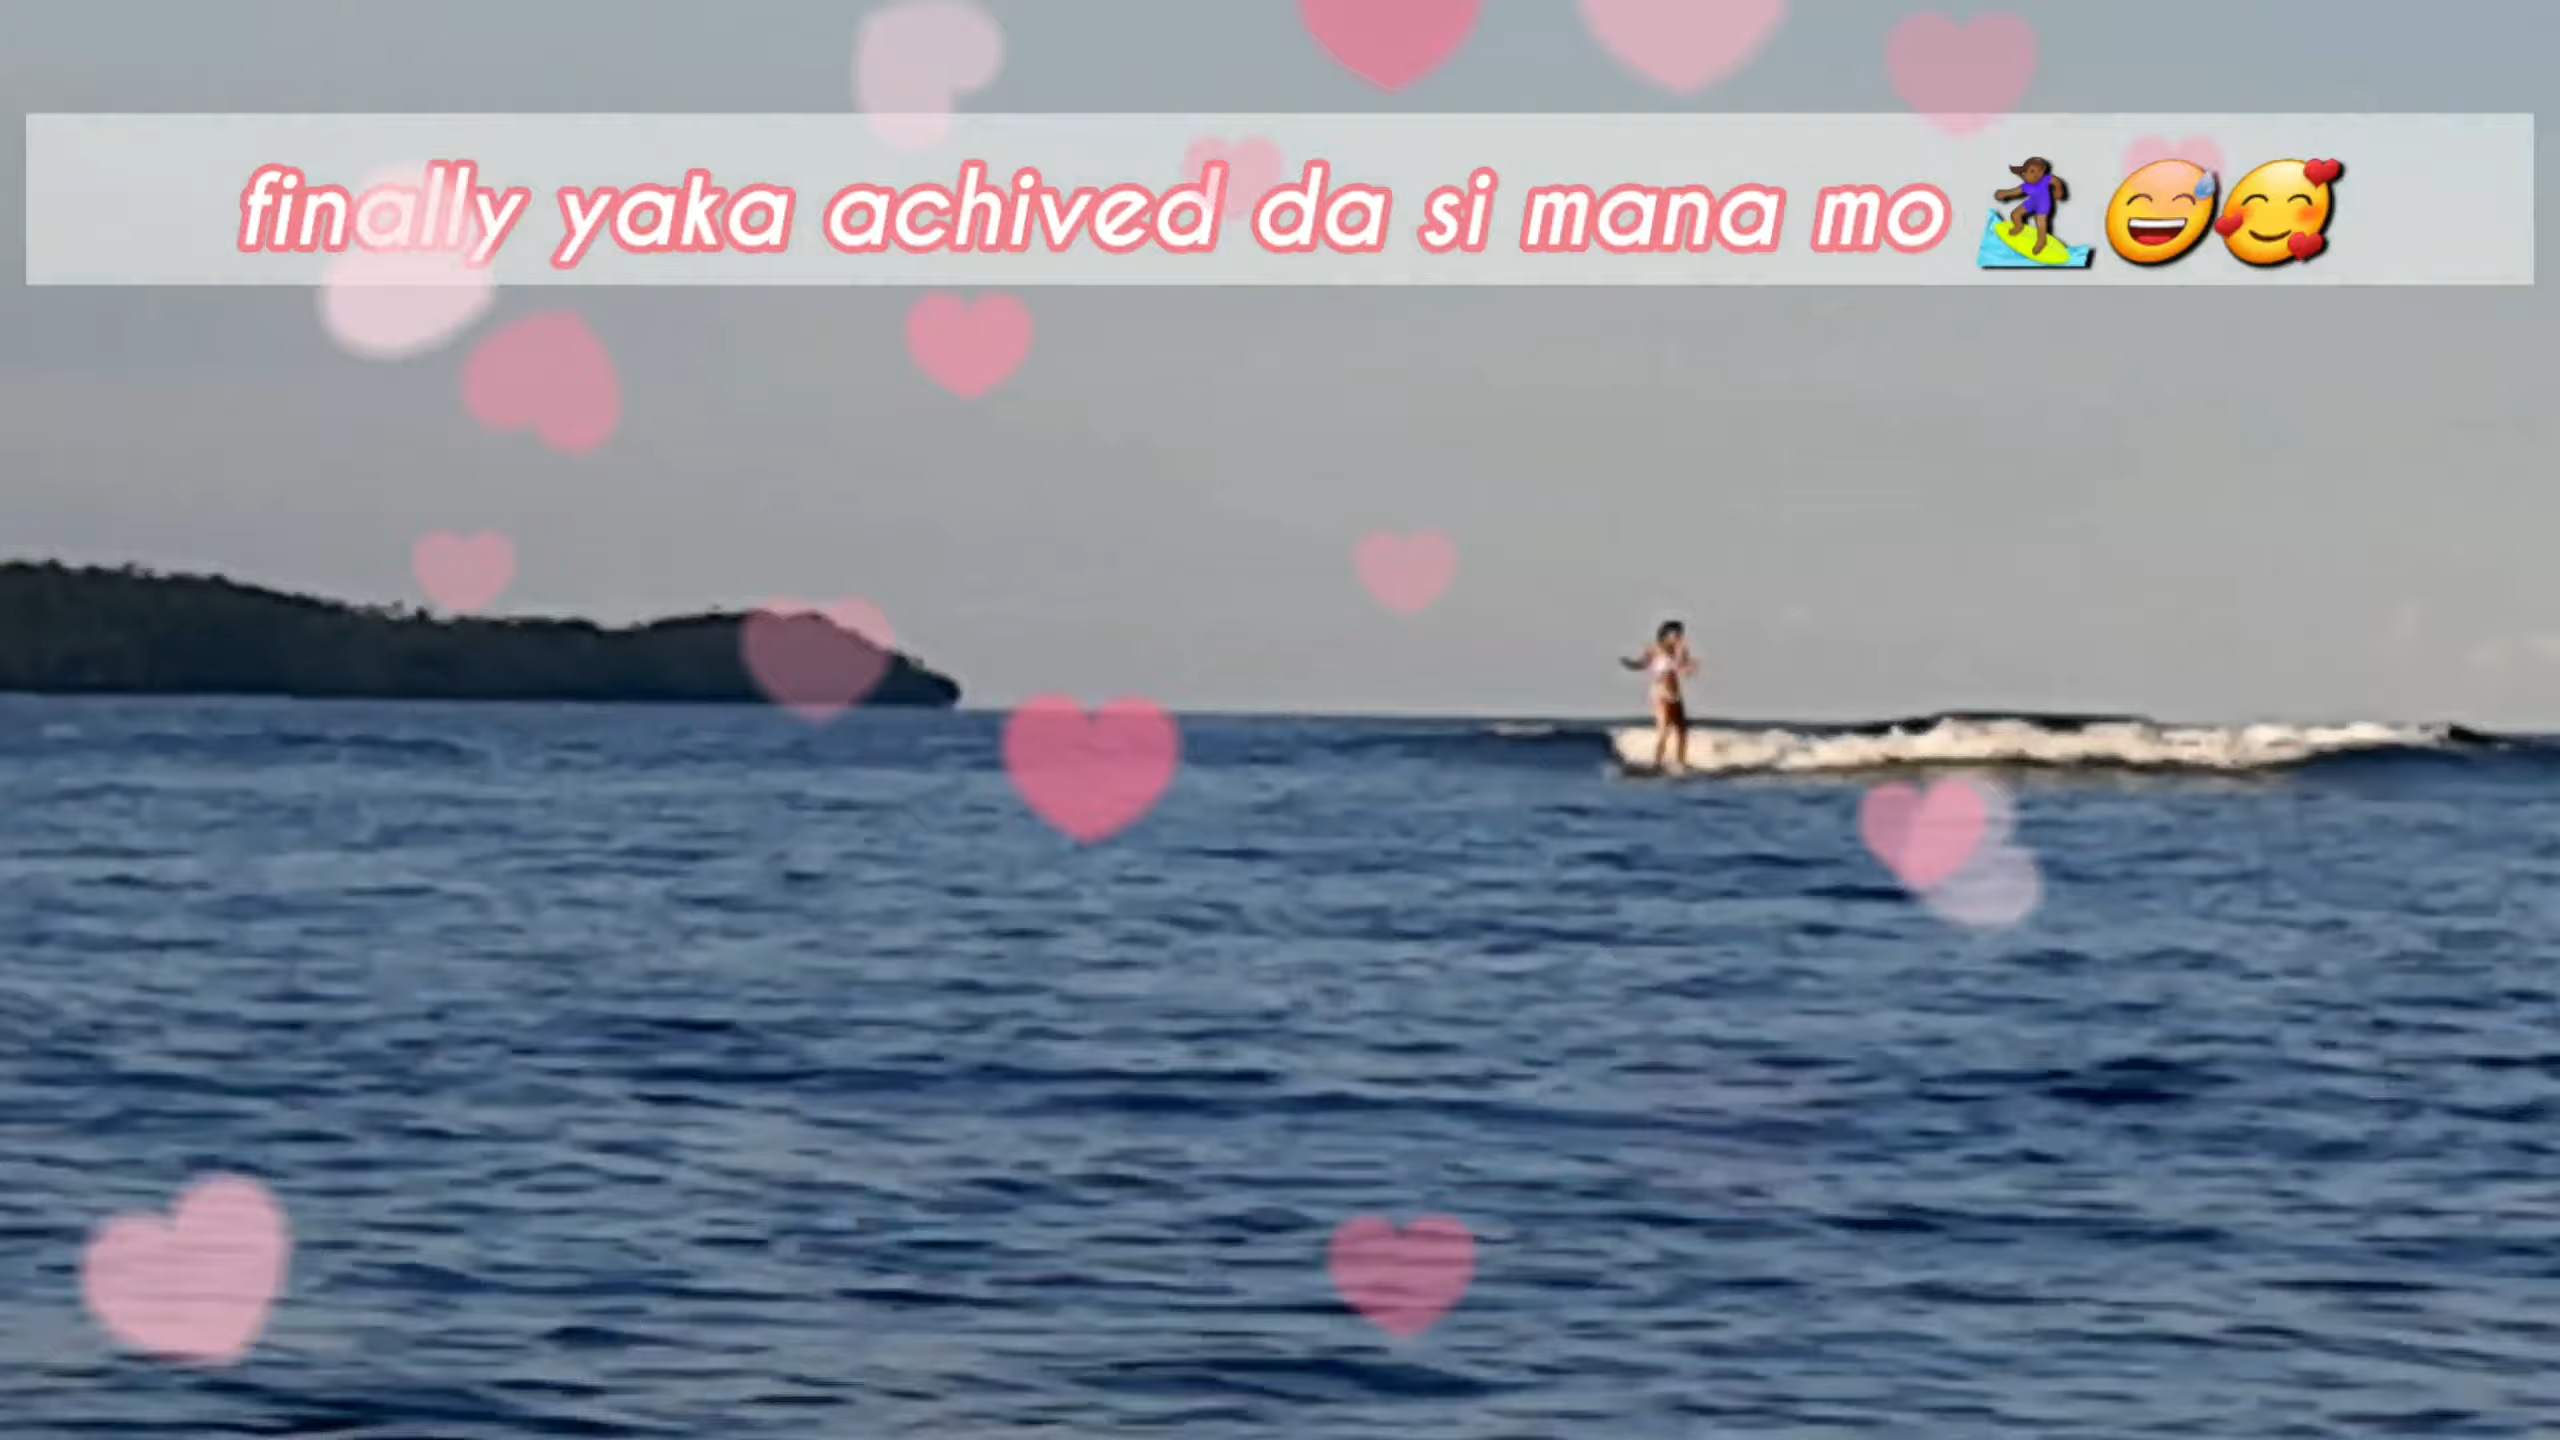 finally yaka achived da si mana mo 🏄🏾‍♀️😅🥰